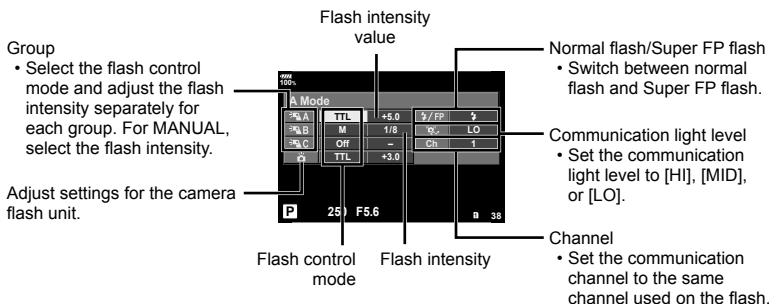 Flash intensity
value
Group
• Select the flash control
mode and adjust the flash
intensity separately for
each group. For MANUAL,
select the flash intensity.
Adjust settings for the camera
flash unit.
100%
A Mode
A TTL +5.0
B M 1/8
C Off –
TTL +3.0
/ FP
LO
Ch 1
P 250 F5.6 38
Normal flash/Super FP flash
• Switch between normal
flash and Super FP flash.
Communication light level
• Set the communication
light level to [HI], [MID],
or [LO].
Channel
• Set the communication
channel to the same
channel used on the flash.
Flash control
mode
Flash intensity